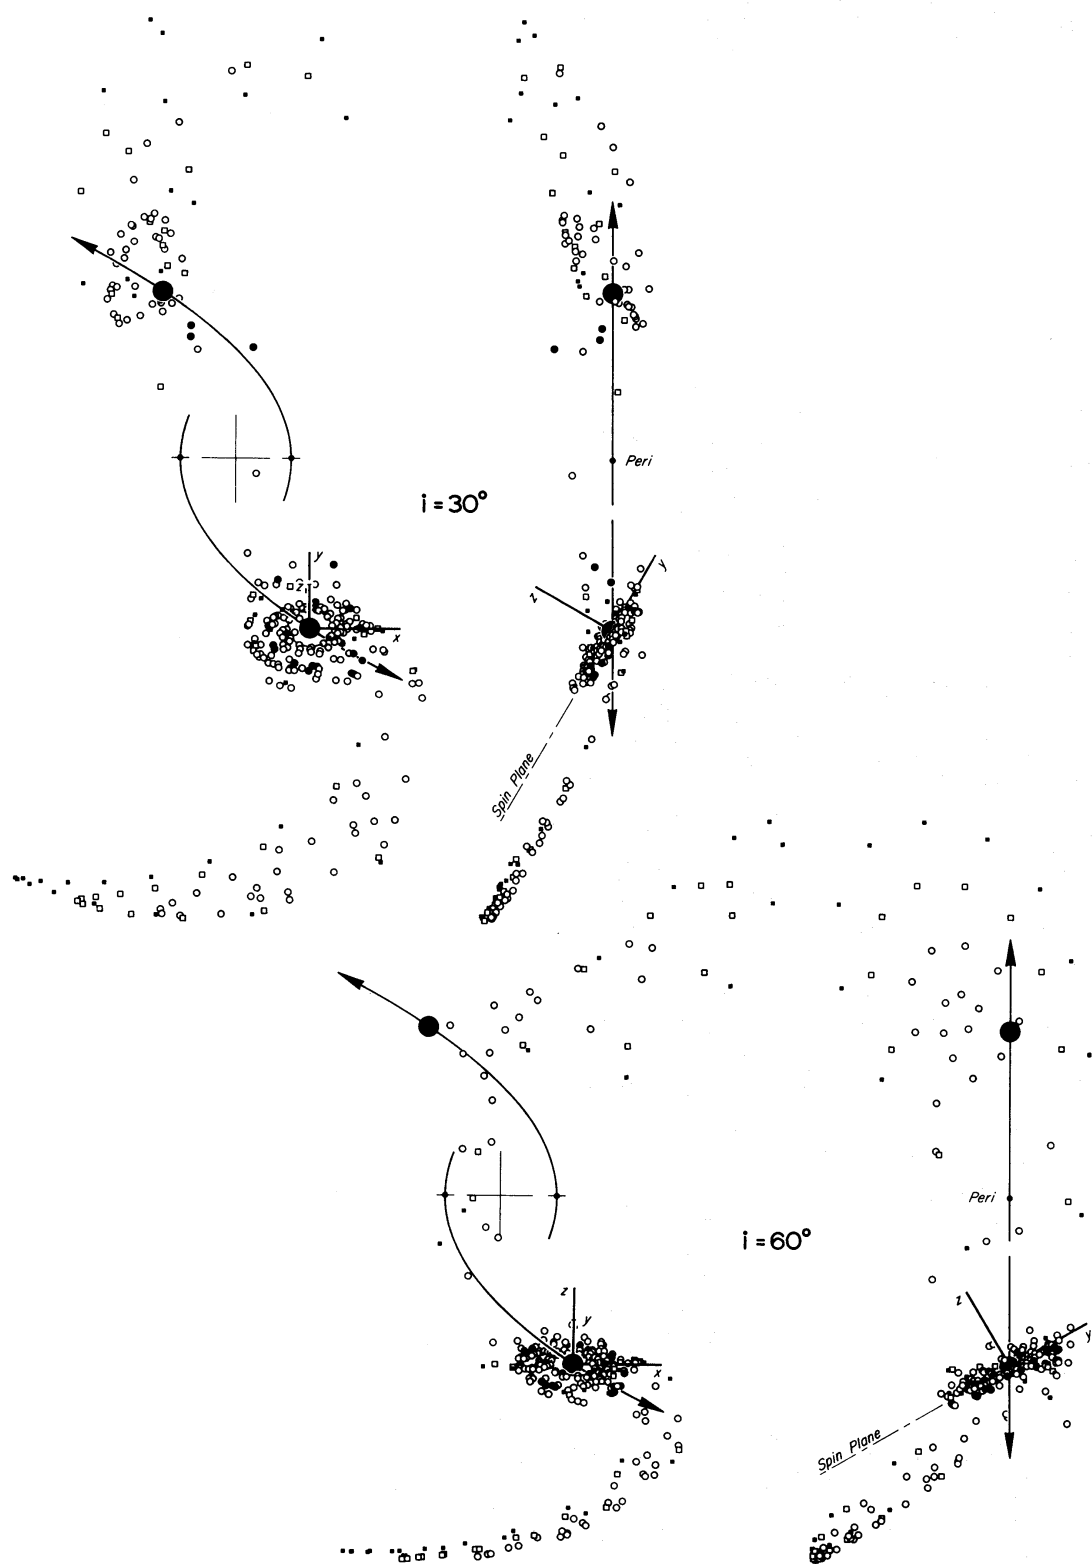 Peri
i = 30°
y
z
x
z
y
Spin Plane
Peri
i = 60°
z
y
x
z
y
Spin Plane